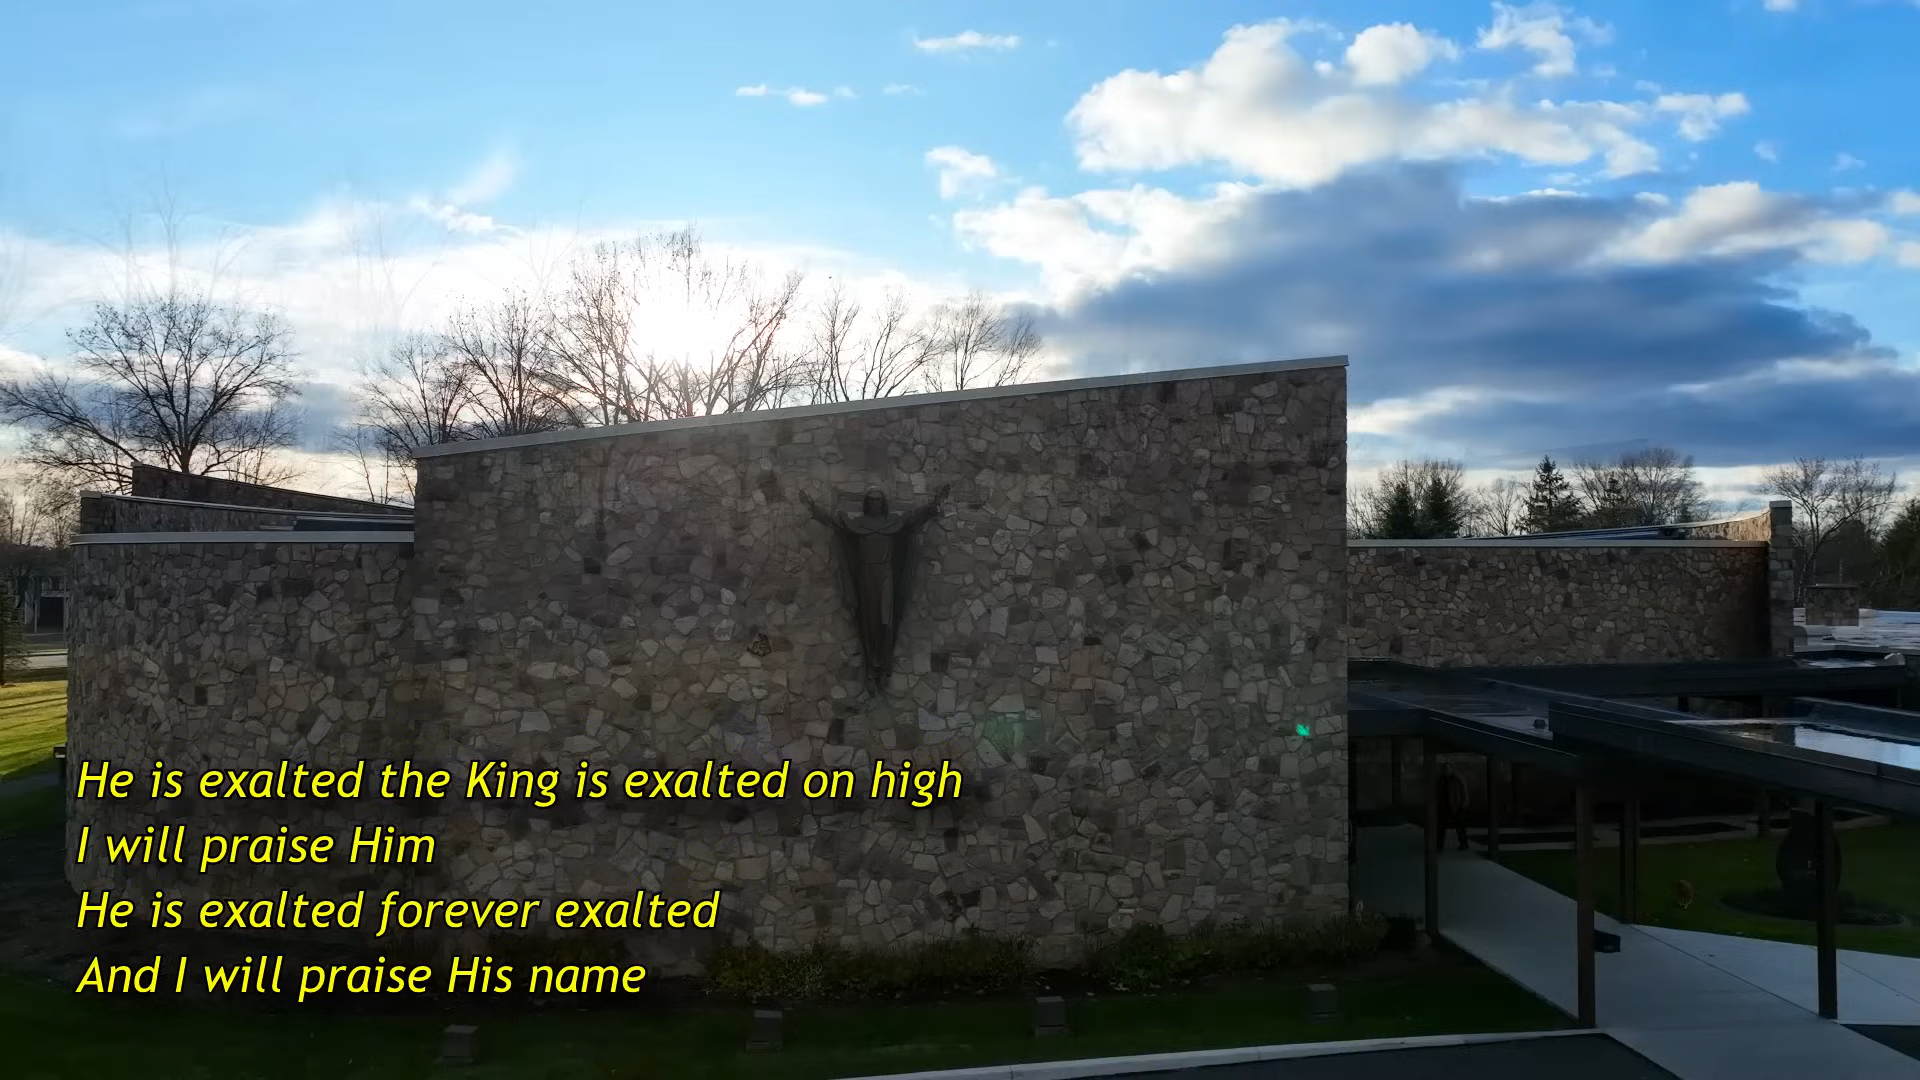 He is exalted the King is exalted on high
I will praise Him
He is exalted forever exalted
And I will praise His name